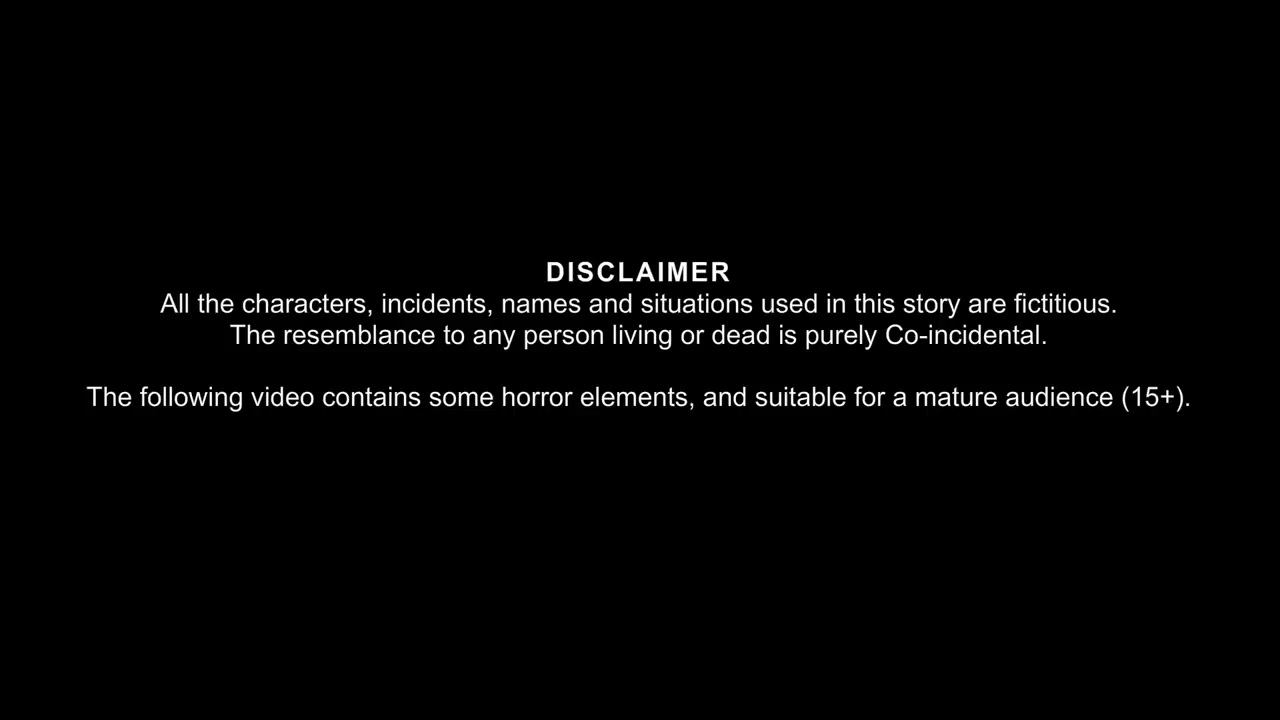 DISCLAIMER
All the characters, incidents, names and situations used in this story are fictitious.
The resemblance to any person living or dead is purely Co-incidental.
The following video contains some horror elements, and suitable for a mature audience (15+).